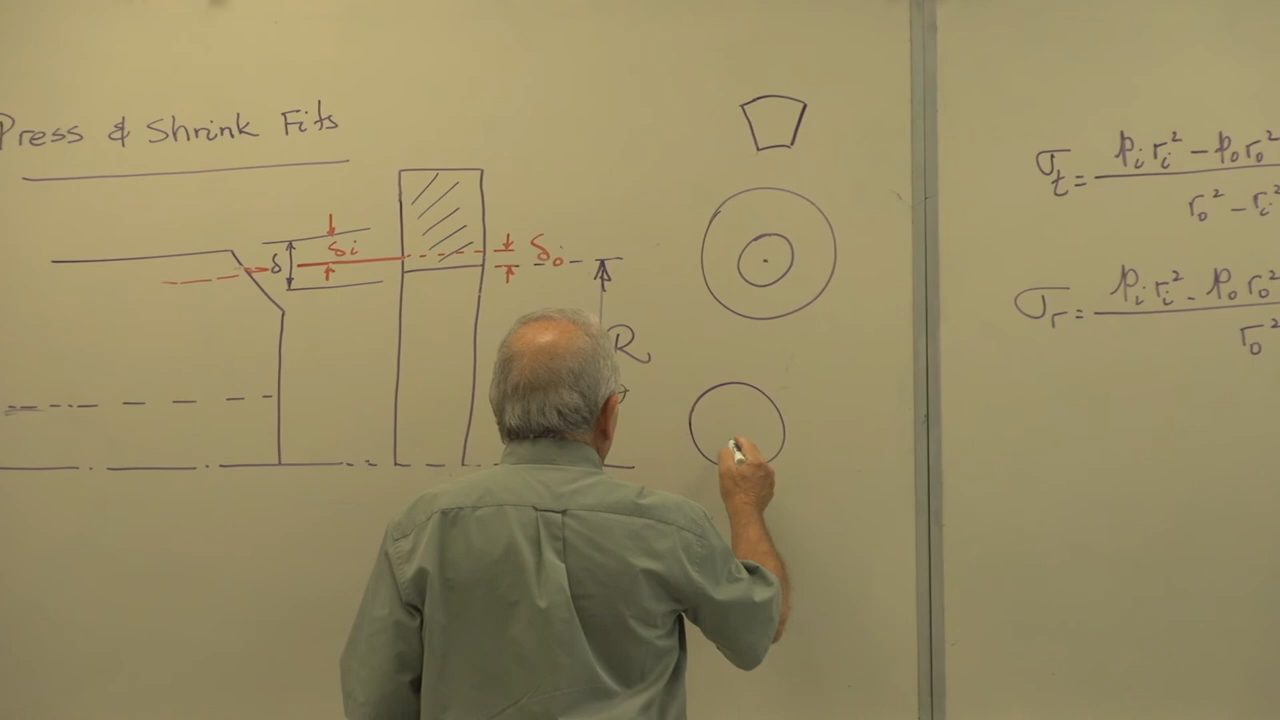 Press & Shrink Fits
δ
δi
δo
R
σt = pi ri² - po ro²
ro² - ri²
σr = pi ri² - po ro²
ro²